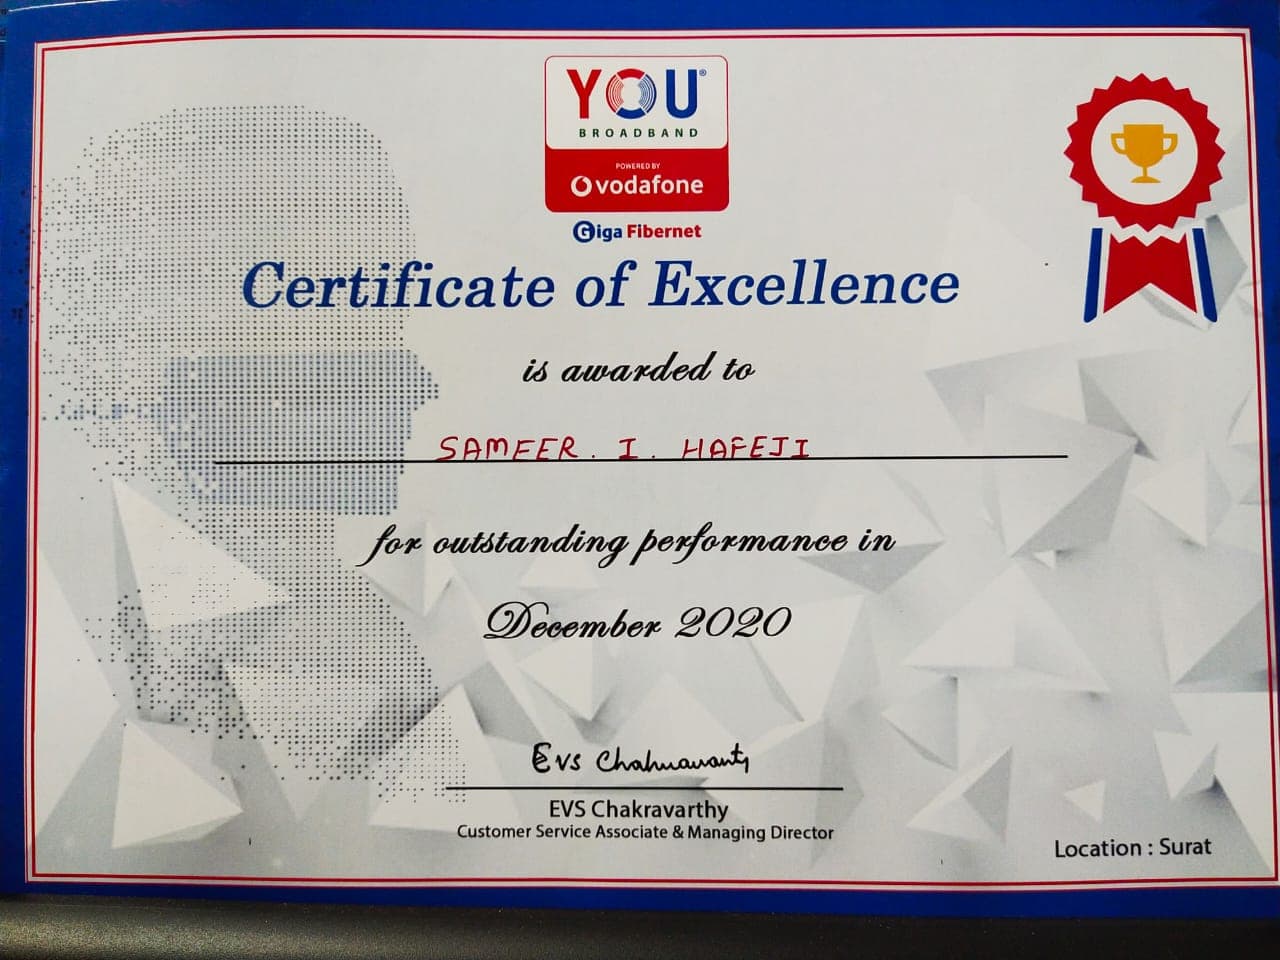 YOU®
BROADBAND
POWERED BY
vodafone
Giga Fibernet
Certificate of Excellence
is awarded to
SAMEER. I. HAFEJI
for outstanding performance in
December 2020
EVS Chakravarthy
EVS Chakravarthy
Customer Service Associate & Managing Director
Location : Surat